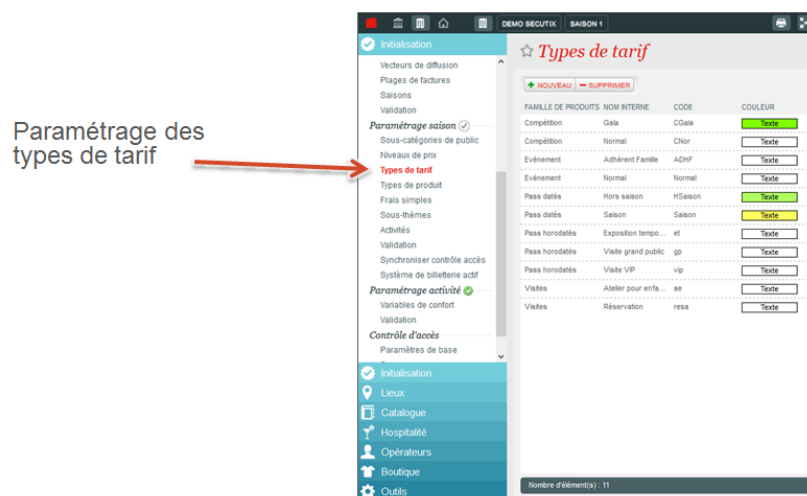 DEMO SECUTIX SAISON 1
Initialisation
Types de tarif
Vecteurs de diffusion
Plages de factures
Saisons
Validation
Paramétrage saison
Sous-catégories de public
Niveaux de prix
Types de tarif
Types de produit
Frais simples
Sous-thèmes
Activités
Validation
Synchroniser contrôle accès
Système de billetterie actif
Paramétrage activité
Variables de confort
Validation
Contrôle d'accès
Paramètres de base
Initialisation
Lieux
Catalogue
Hospitalité
Opérateurs
Boutique
Outils
Paramétrage des
types de tarif
NOUVEAU SUPPRIMER
FAMILLE DE PRODUITS NOM INTERNE CODE COULEUR
Compétition Gala CGala Texte
Compétition Normal CNor Texte
Evénement Adhérent Famille ADHF Texte
Evénement Normal Normal Texte
Pass datés Hors saison HSaison Texte
Pass datés Saison Saison Texte
Pass horodatés Exposition tempo... et Texte
Pass horodatés Visite grand public gp Texte
Pass horodatés Visite VIP vip Texte
Visites Atelier pour enfa... ae Texte
Visites Réservation resa Texte
Nombre d'élément(s) : 11